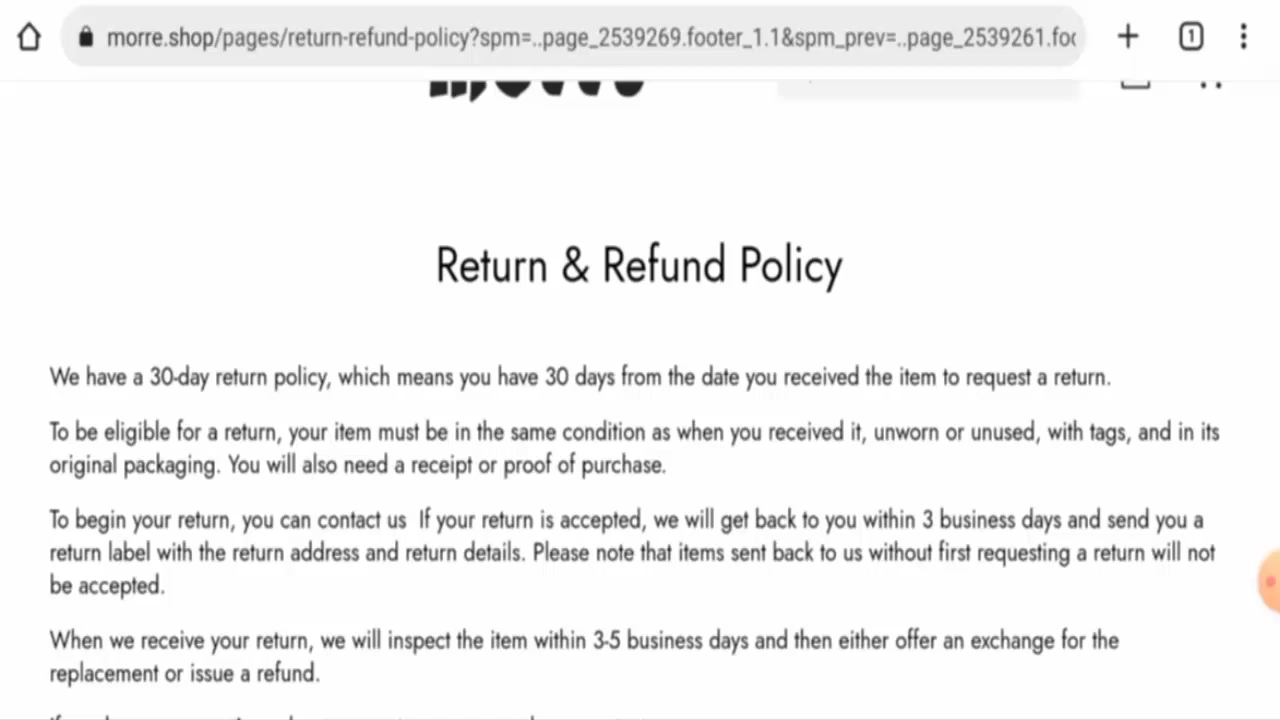 morre.shop/pages/return-refund-policy?spm=..page_2539269.footer_1.1&spm_prev=..page_2539261.foo
1
Return & Refund Policy
We have a 30-day return policy, which means you have 30 days from the date you received the item to request a return.
To be eligible for a return, your item must be in the same condition as when you received it, unworn or unused, with tags, and in its
original packaging. You will also need a receipt or proof of purchase.
To begin your return, you can contact us  If your return is accepted, we will get back to you within 3 business days and send you a
return label with the return address and return details. Please note that items sent back to us without first requesting a return will not
be accepted.
When we receive your return, we will inspect the item within 3-5 business days and then either offer an exchange for the
replacement or issue a refund.